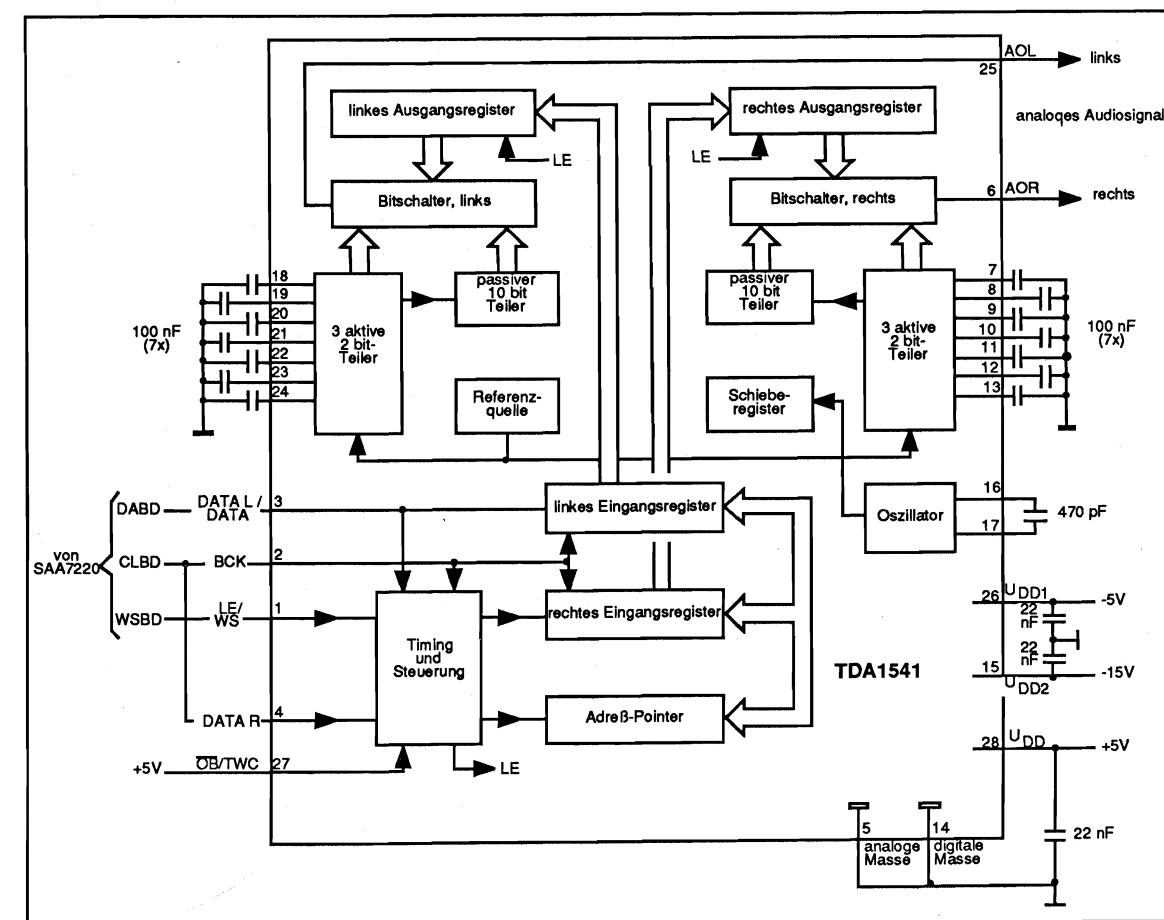 AOL
25
links
linkes Ausgangsregister
rechtes Ausgangsregister
analoqes Audiosignal
LE
LE
Bitschalter, links
Bitschalter, rechts
6
AOR
rechts
18
19
20
21
22
23
24
100 nF
(7x)
3 aktive
2 bit-
Teiler
passiver
10 bit
Teiler
passiver
10 bit
Teiler
3 aktive
2 bit-
Teiler
7
8
9
10
11
12
13
100 nF
(7x)
Referenz-
quelle
Schiebe-
register
von
SAA7220
DABD
DATA L /
DATA
3
linkes Eingangsregister
Oszillator
16
17
470 pF
CLBD
BCK
2
WSBD
LE/
WS
1
Timing
und
Steuerung
rechtes Eingangsregister
26
UDD1
-5V
22
nF
22
nF
TDA1541
15
UDD2
-15V
DATA R
4
Adreß-Pointer
28
UDD
+5V
+5V
OB/TWC
27
LE
5
14
analoge
Masse
digitale
Masse
22 nF